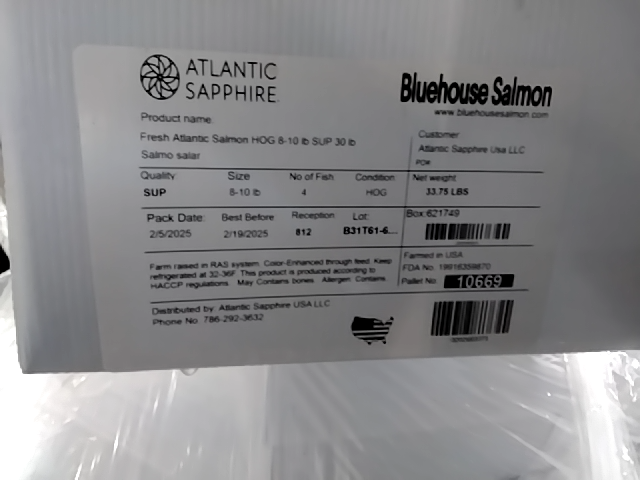 ATLANTIC
SAPPHIRE
Bluehouse Salmon
www.bluehousesalmon.com
Product name
Fresh Atlantic Salmon HOG 8-10 lb SUP 30 lb
Salmo salar
Customer
Atlantic Sapphire Usa LLC
PO#
Quality Size No of Fish Condition Net weight
SUP 8-10 lb 4 HOG 33.75 LBS
Pack Date: Best Before Reception Lot: Box:621749
2/5/2025 2/19/2025 812 B31T61-6...
Farm raised in RAS system. Color-Enhanced through feed. Keep
refrigerated at 32-36F. This product is produced according to
HACCP regulations. May Contains bones. Allergen: Contains
Farmed in USA
FDA No.
Pallet No. 10669
Distributed by Atlantic Sapphire USA LLC
Phone No. 786-292-3632